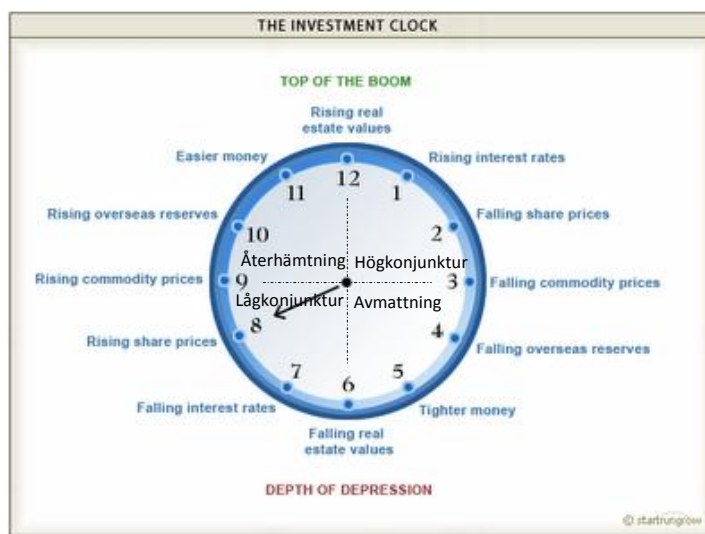 THE INVESTMENT CLOCK
TOP OF THE BOOM
Rising real
estate values
Easier money
Rising interest rates
12
11
1
Rising overseas reserves
Falling share prices
10
2
Återhämtning
Högkonjunktur
Rising commodity prices
9
3
Falling commodity prices
Lågkonjunktur
Avmattning
8
4
Rising share prices
Falling overseas reserves
7
5
6
Falling interest rates
Tighter money
Falling real
estate values
DEPTH OF DEPRESSION
© startrungrow